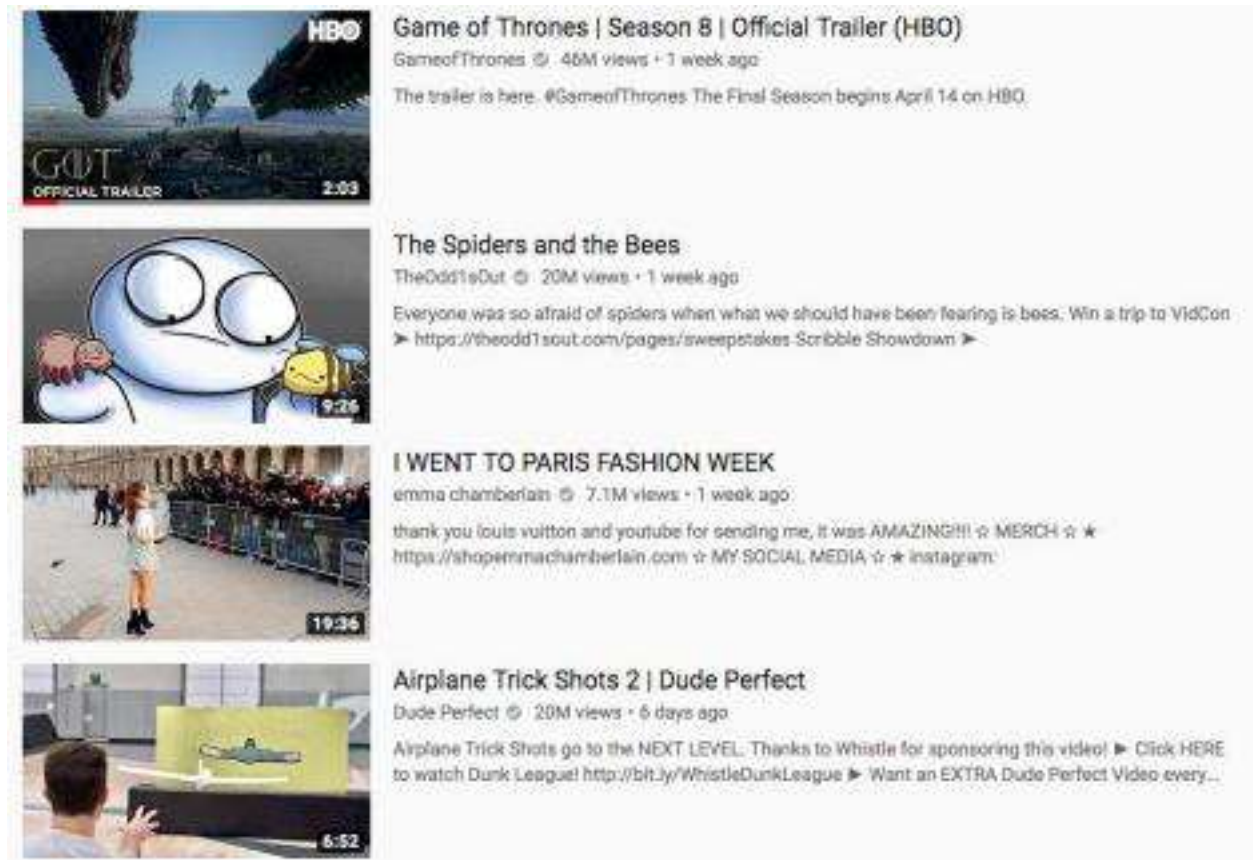 HBO
GOT
OFFICIAL TRAILER
2:03
Game of Thrones | Season 8 | Official Trailer (HBO)
GameofThrones 46M views • 1 week ago
The trailer is here. #GameofThrones The Final Season begins April 14 on HBO.
9:26
The Spiders and the Bees
TheOdd1sOut 20M views • 1 week ago
Everyone was so afraid of spiders when what we should have been fearing is bees. Win a trip to VidCon
➤ https://theodd1sout.com/pages/sweepstakes Scribble Showdown ➤
19:36
I WENT TO PARIS FASHION WEEK
emma chamberlain 7.1M views • 1 week ago
thank you louis vuitton and youtube for sending me, it was AMAZING!!!! ☆ MERCH ☆ ★
https://shopemmachamberlain.com ☆ MY SOCIAL MEDIA ☆ ★ instagram:
6:52
Airplane Trick Shots 2 | Dude Perfect
Dude Perfect 20M views • 6 days ago
Airplane Trick Shots go to the NEXT LEVEL. Thanks to Whistle for sponsoring this video! ► Click HERE
to watch Dunk League! http://bit.ly/WhistleDunkLeague ► Want an EXTRA Dude Perfect Video every...